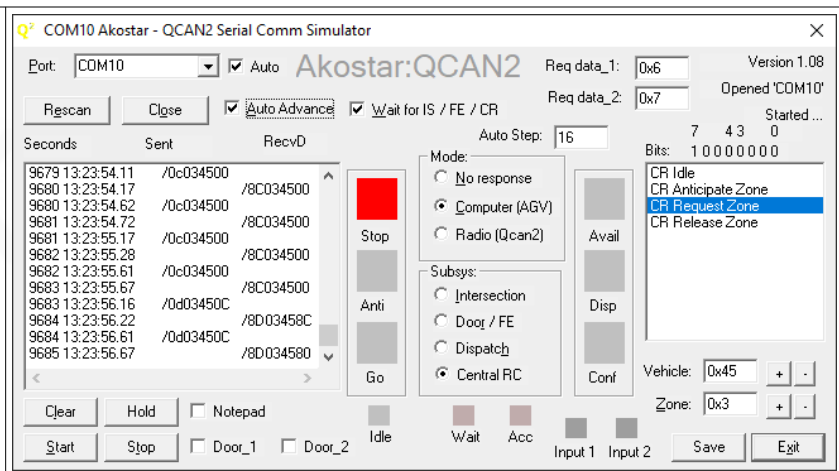 COM10 Akostar - QCAN2 Serial Comm Simulator
Port: COM10 Auto Akostar:QCAN2 Req data_1: 0x6 Version 1.08
Req data_2: 0x7 Opened 'COM10'
Rescan Close Auto Advance Wait for IS / FE / CR Started ...
Auto Step: 16 7 4 3 0
Seconds Sent RecvD Bits: 1 0 0 0 0 0 0 0
Mode:
9679 13:23:54.11 /0c034500
9680 13:23:54.17 /8C034500
9680 13:23:54.62 /0c034500
9681 13:23:54.72 /8C034500
9681 13:23:55.17 /0c034500
9682 13:23:55.28 /8C034500
9682 13:23:55.61 /0c034500
9683 13:23:55.67 /8C034500
9683 13:23:56.16 /0d03450C
9684 13:23:56.22 /8D03458C
9684 13:23:56.61 /0d03450C
9685 13:23:56.67 /8D034580
Stop
Anti
Go
No response
Computer (AGV)
Radio (Qcan2)
Subsys:
Intersection
Door / FE
Dispatch
Central RC
Avail
Disp
Conf
CR Idle
CR Anticipate Zone
CR Request Zone
CR Release Zone
Vehicle: 0x45 + -
Zone: 0x3 + -
Clear Hold Notepad
Start Stop Door_1 Door_2 Idle Wait Acc Input 1 Input 2 Save Exit